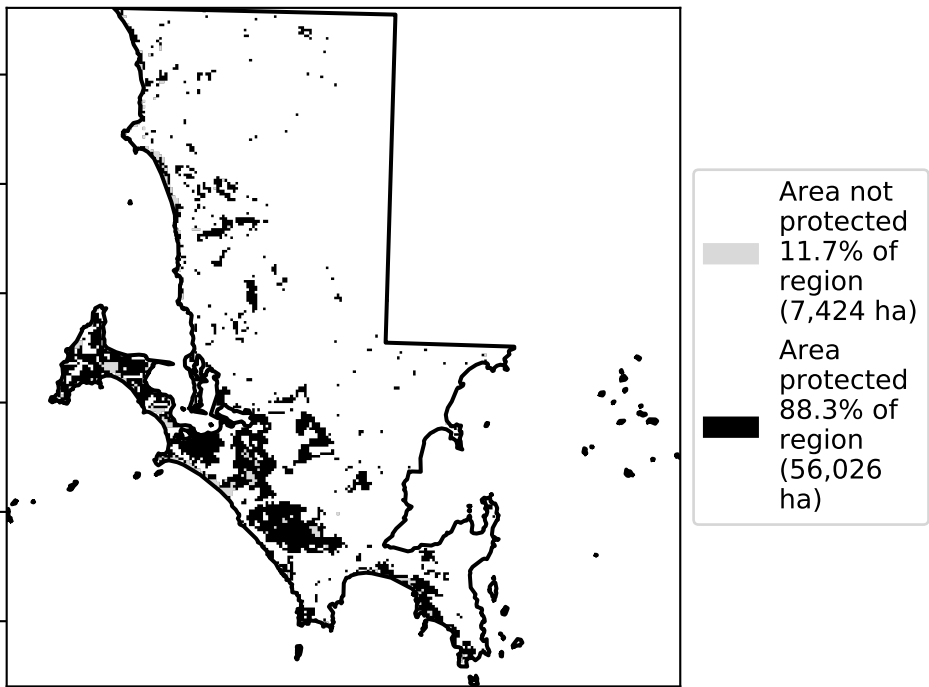 Area not
protected
11.7% of
region
(7,424 ha)
Area
protected
88.3% of
region
(56,026
ha)